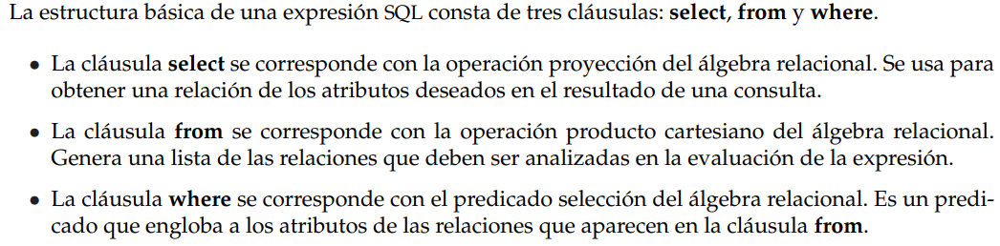 La estructura básica de una expresión SQL consta de tres cláusulas: select, from y where.
• La cláusula select se corresponde con la operación proyección del álgebra relacional. Se usa para
obtener una relación de los atributos deseados en el resultado de una consulta.
• La cláusula from se corresponde con la operación producto cartesiano del álgebra relacional.
Genera una lista de las relaciones que deben ser analizadas en la evaluación de la expresión.
• La cláusula where se corresponde con el predicado selección del álgebra relacional. Es un predi-
cado que engloba a los atributos de las relaciones que aparecen en la cláusula from.